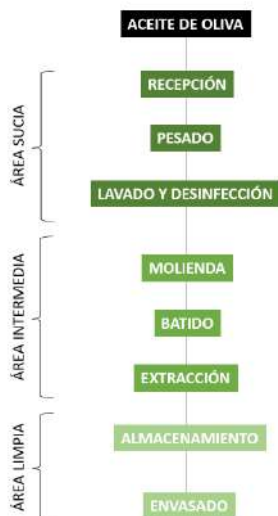 ACEITE DE OLIVA
ÁREA SUCIA
RECEPCIÓN
PESADO
LAVADO Y DESINFECCIÓN
ÁREA INTERMEDIA
MOLIENDA
BATIDO
EXTRACCIÓN
ÁREA LIMPIA
ALMACENAMIENTO
ENVASADO